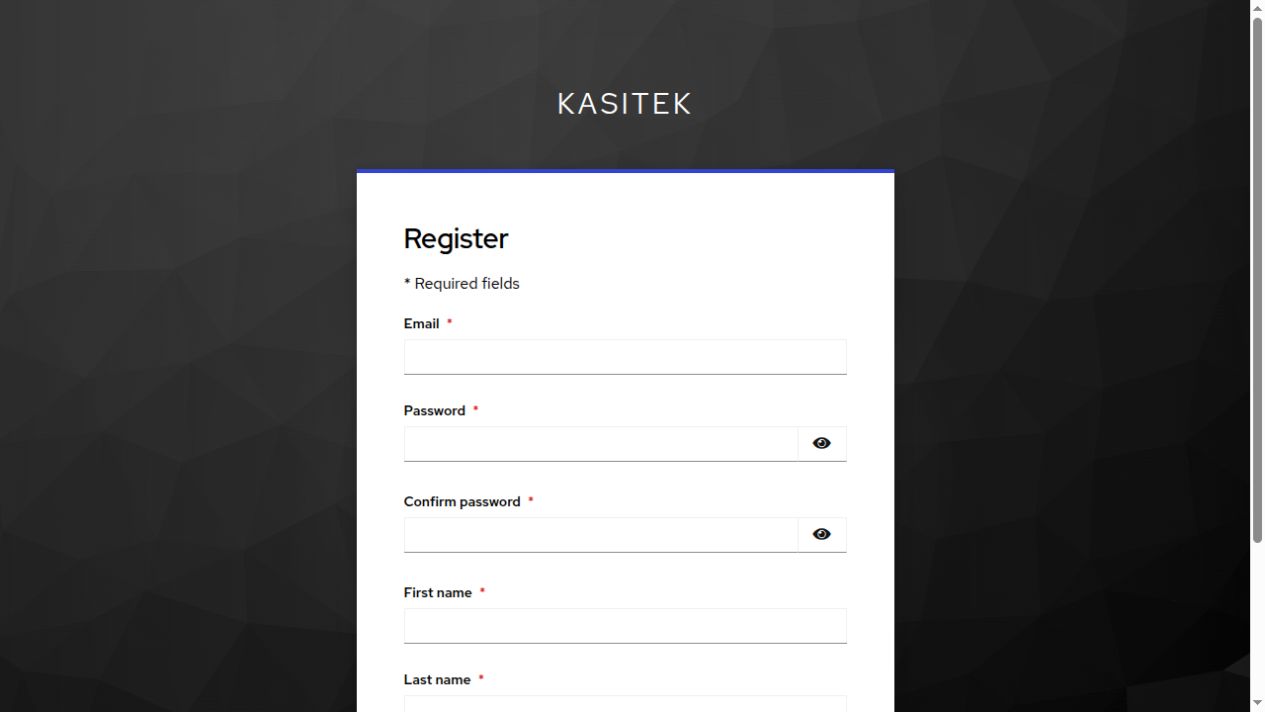 KASITEK
Register
* Required fields
Email *
Password *
Confirm password *
First name *
Last name *